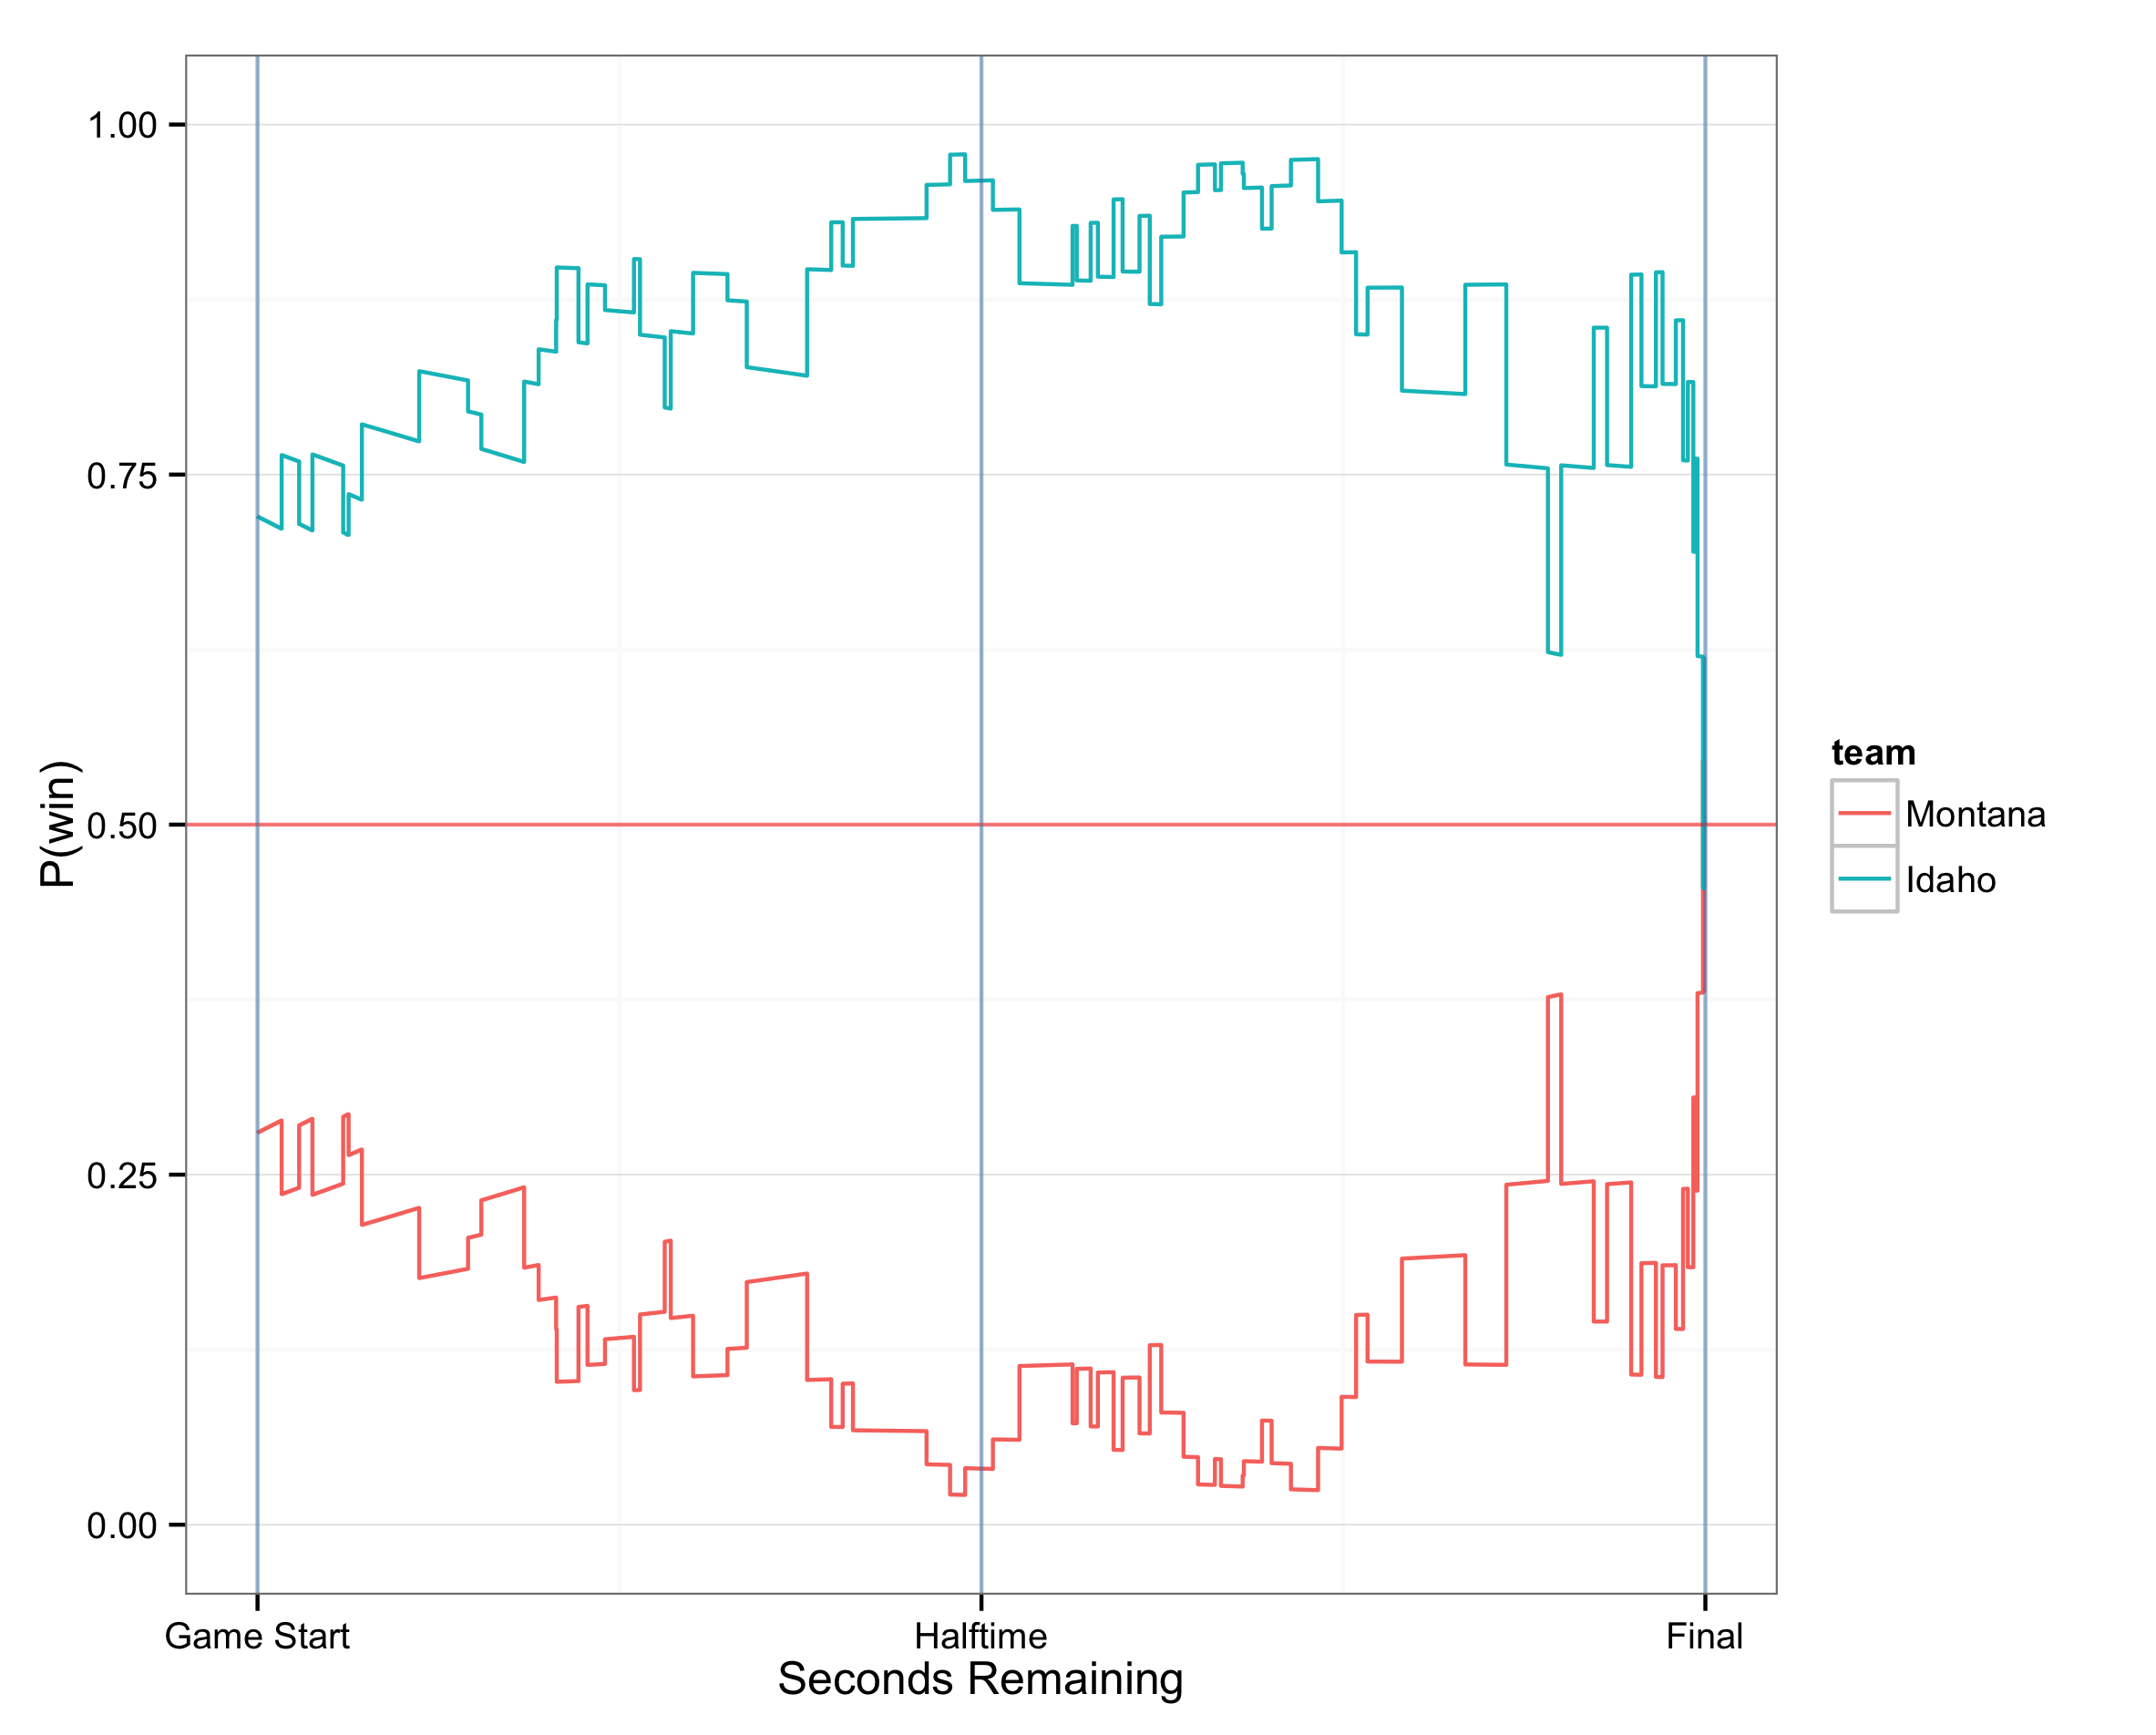 1.00
0.75
0.50
0.25
0.00
P(win)
Game Start
Halftime
Final
Seconds Remaining
team
Montana
Idaho